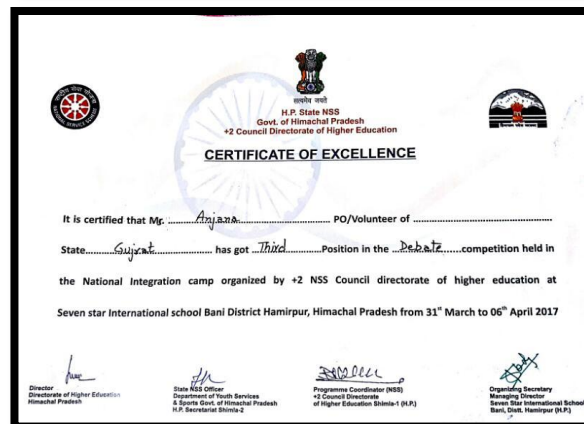 सत्यमेव जयते
H.P. State NSS
Govt. of Himachal Pradesh
+2 Council Directorate of Higher Education
CERTIFICATE OF EXCELLENCE
It is certified that Mr. Anjana PO/Volunteer of
State Gujrat has got Third Position in the Debate competition held in
the National Integration camp organized by +2 NSS Council directorate of higher education at
Seven star International school Bani District Hamirpur, Himachal Pradesh from 31st March to 06th April 2017
Director
Directorate of Higher Education
Himachal Pradesh
State NSS Officer
Department of Youth Services
& Sports Govt. of Himachal Pradesh
H.P. Secretariat Shimla-2
Programme Coordinator (NSS)
+2 Council Directorate
of Higher Education Shimla-1 (H.P.)
Organizing Secretary
Managing Director
Seven Star International School
Bani, Distt. Hamirpur (H.P.)